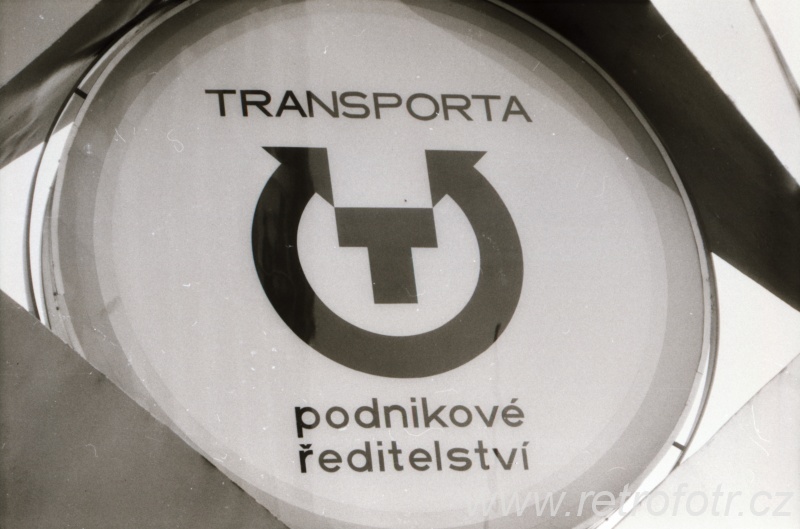 TRANSPORTA
T
podnikové
ředitelství
www.retrofotr.cz